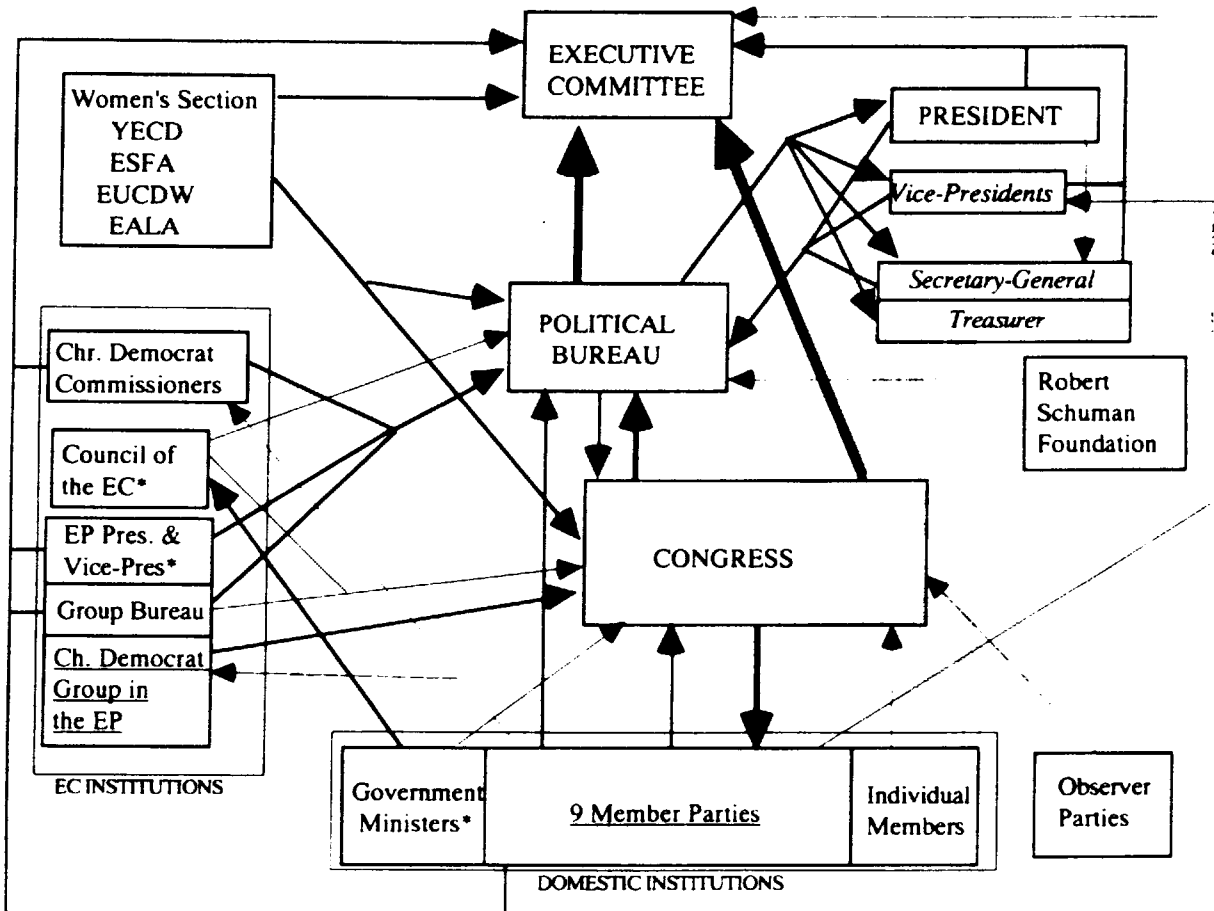 EXECUTIVE
COMMITTEE
Women's Section
YECD
ESFA
EUCDW
EALA
PRESIDENT
Vice-Presidents
Secretary-General
Treasurer
POLITICAL
BUREAU
Chr. Democrat
Commissioners
Robert
Schuman
Foundation
Council of
the EC*
EP Pres. &
Vice-Pres*
Group Bureau
Ch. Democrat
Group in
the EP
CONGRESS
EC INSTITUTIONS
Government
Ministers*
9 Member Parties
Individual
Members
Observer
Parties
DOMESTIC INSTITUTIONS